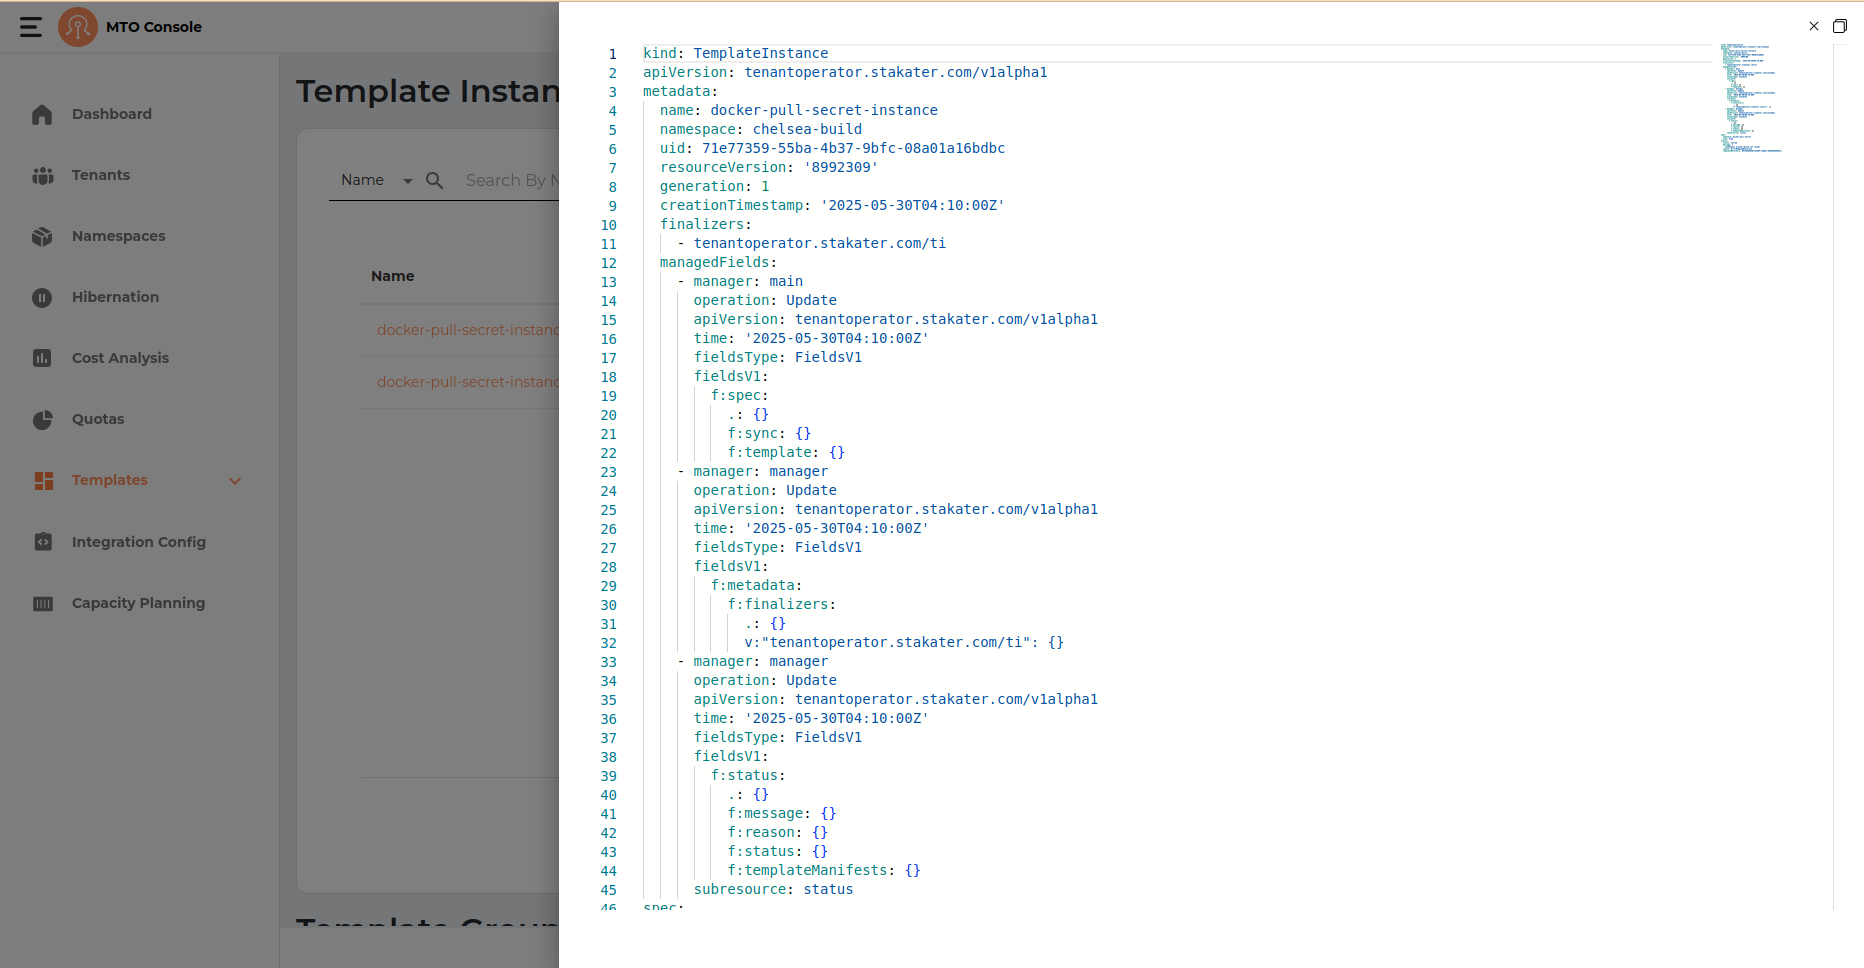 MTO Console
Dashboard
Tenants
Namespaces
Hibernation
Cost Analysis
Quotas
Templates
Integration Config
Capacity Planning
Template Instan
Name
Search By N
Name
docker-pull-secret-instanc
docker-pull-secret-instanc
Template Group
1 kind: TemplateInstance
2 apiVersion: tenantoperator.stakater.com/v1alpha1
3 metadata:
4   name: docker-pull-secret-instance
5   namespace: chelsea-build
6   uid: 71e77359-55ba-4b37-9bfc-08a01a16bdbc
7   resourceVersion: '8992309'
8   generation: 1
9   creationTimestamp: '2025-05-30T04:10:00Z'
10   finalizers:
11     - tenantoperator.stakater.com/ti
12   managedFields:
13     - manager: main
14       operation: Update
15       apiVersion: tenantoperator.stakater.com/v1alpha1
16       time: '2025-05-30T04:10:00Z'
17       fieldsType: FieldsV1
18       fieldsV1:
19         f:spec:
20           .: {}
21           f:sync: {}
22           f:template: {}
23     - manager: manager
24       operation: Update
25       apiVersion: tenantoperator.stakater.com/v1alpha1
26       time: '2025-05-30T04:10:00Z'
27       fieldsType: FieldsV1
28       fieldsV1:
29         f:metadata:
30           f:finalizers:
31             .: {}
32             v:"tenantoperator.stakater.com/ti": {}
33     - manager: manager
34       operation: Update
35       apiVersion: tenantoperator.stakater.com/v1alpha1
36       time: '2025-05-30T04:10:00Z'
37       fieldsType: FieldsV1
38       fieldsV1:
39         f:status:
40           .: {}
41           f:message: {}
42           f:reason: {}
43           f:status: {}
44           f:templateManifests: {}
45       subresource: status
46 spec: